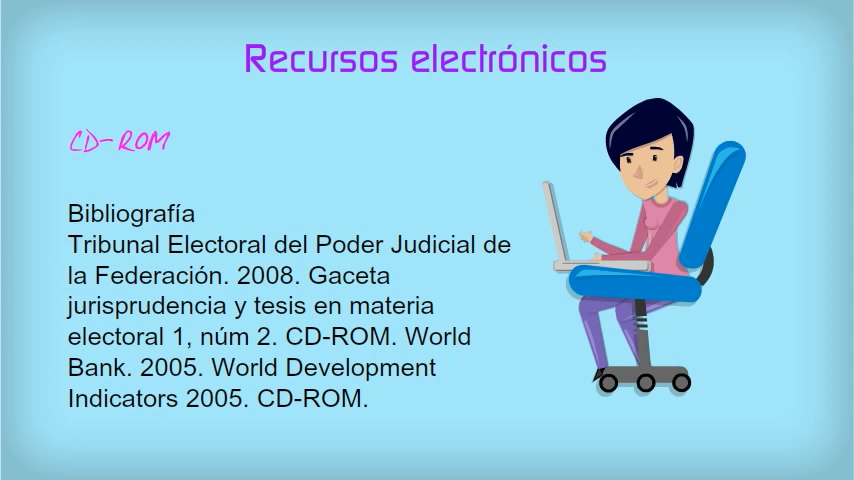 Recursos electrónicos
CD-ROM
Bibliografía
Tribunal Electoral del Poder Judicial de
la Federación. 2008. Gaceta
jurisprudencia y tesis en materia
electoral 1, núm 2. CD-ROM. World
Bank. 2005. World Development
Indicators 2005. CD-ROM.